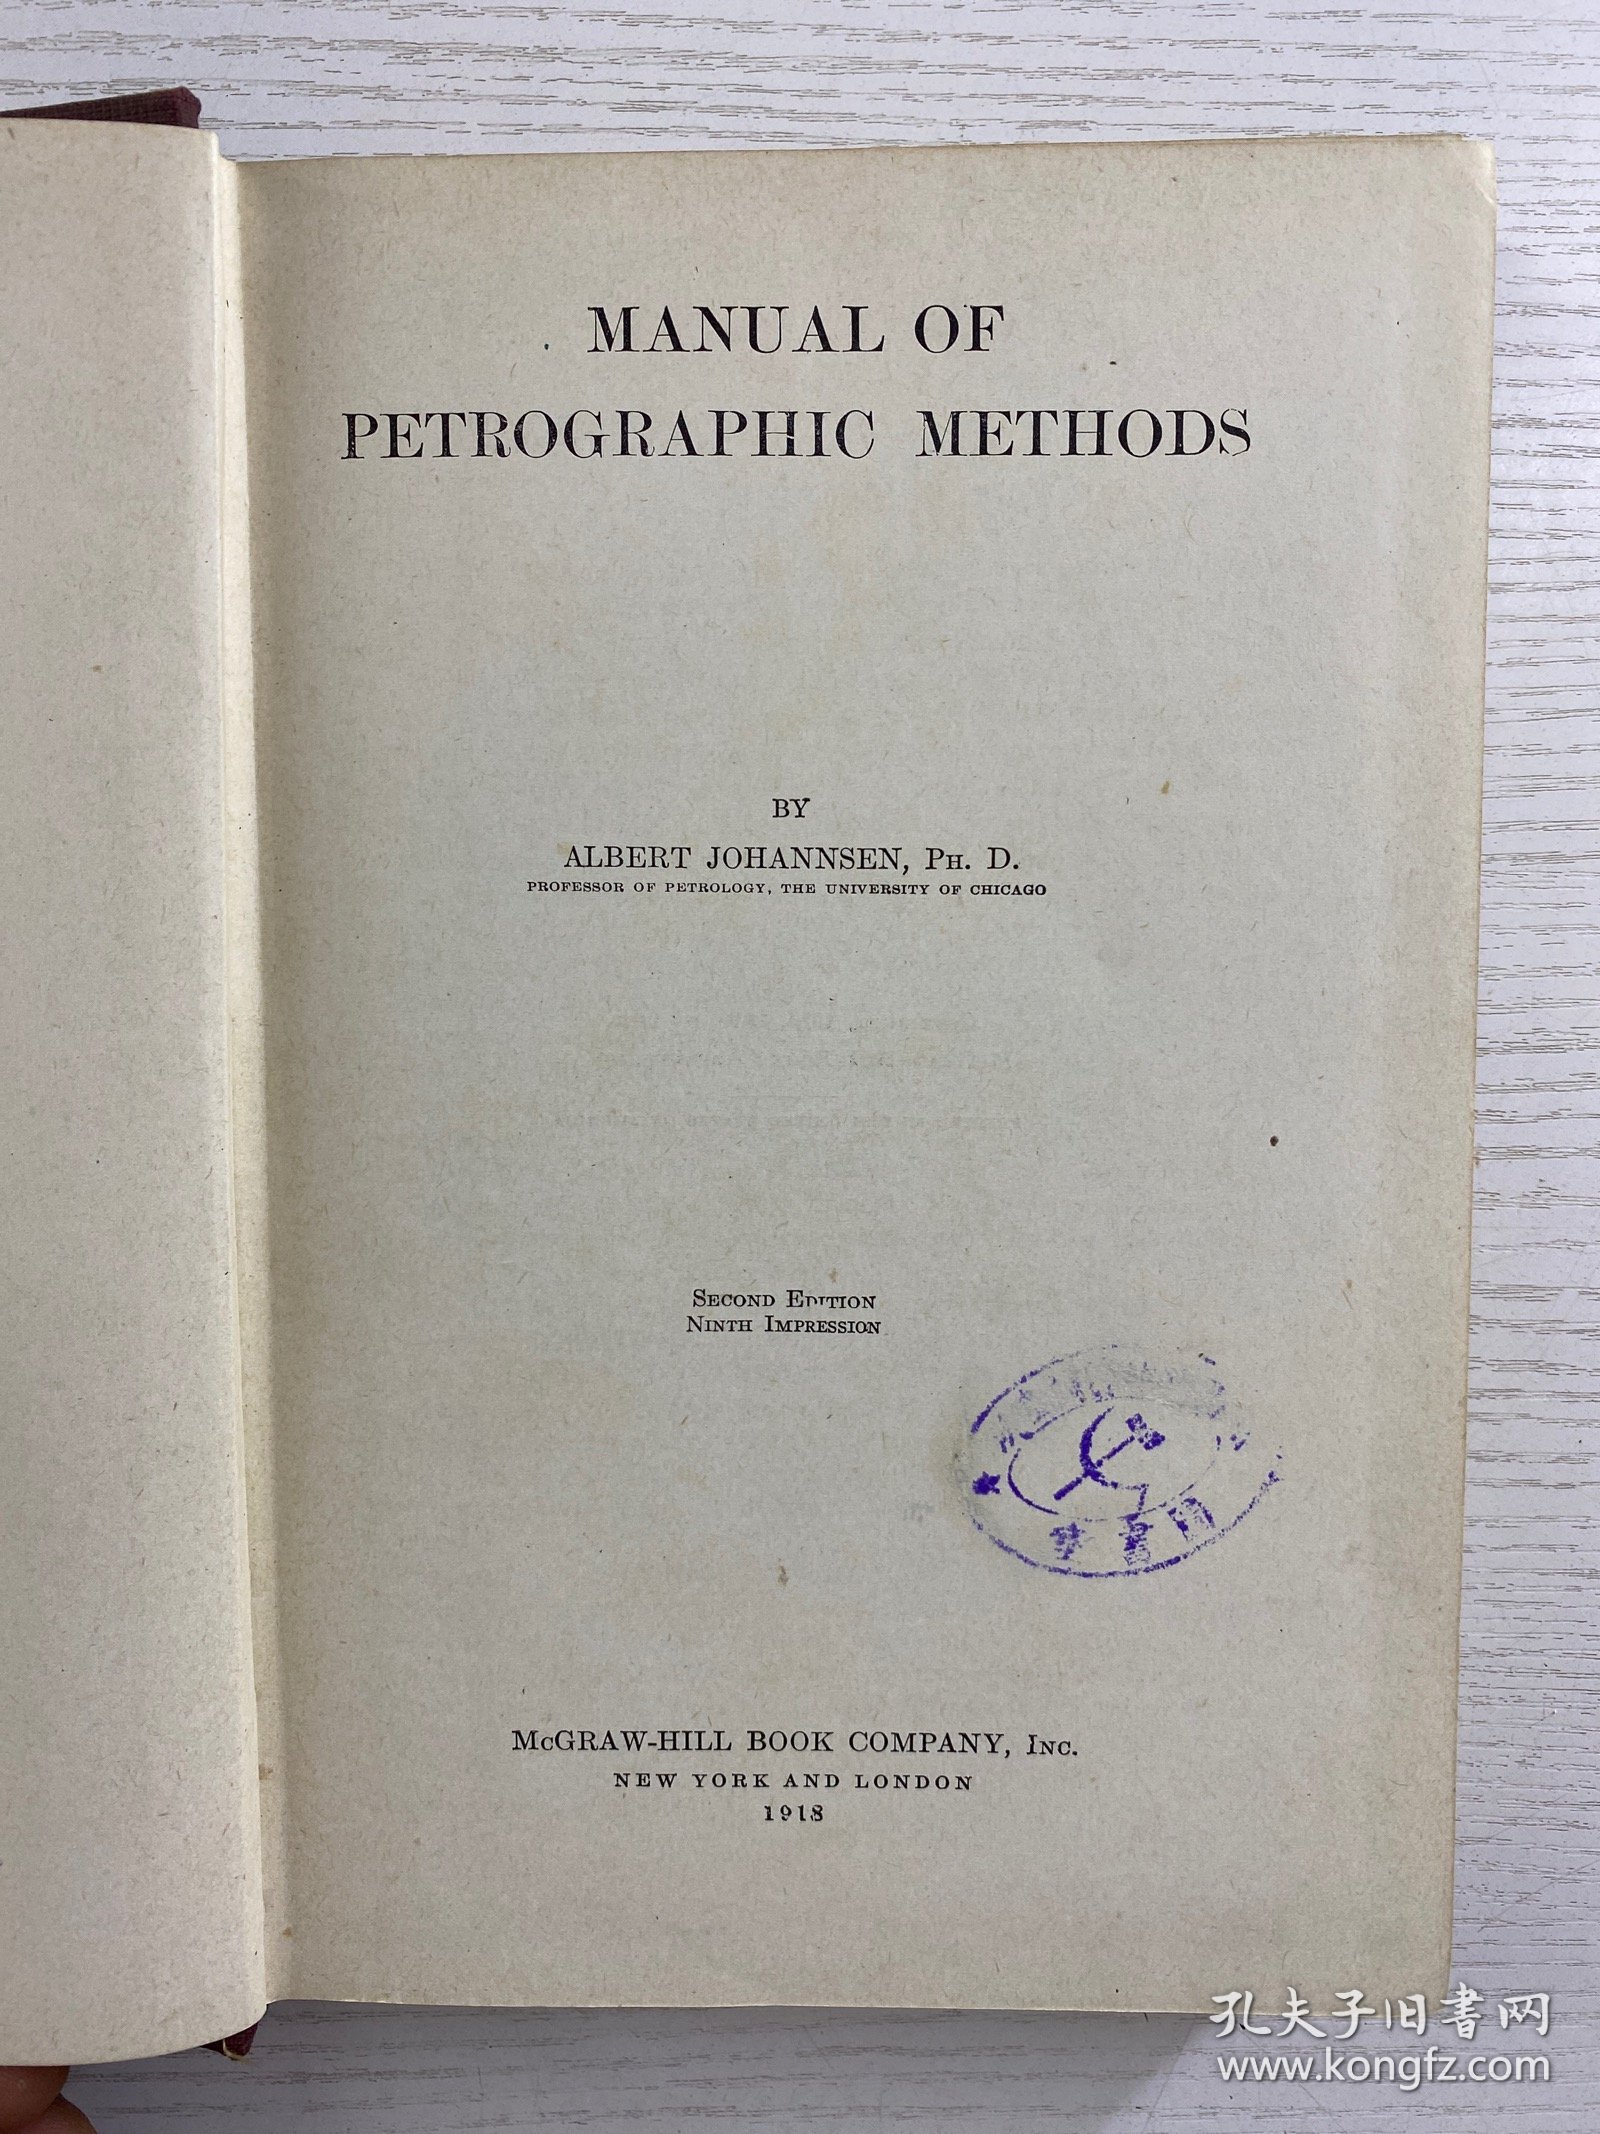 MANUAL OF
PETROGRAPHIC METHODS
BY
ALBERT JOHANNSEN, PH. D.
PROFESSOR OF PETROLOGY, THE UNIVERSITY OF CHICAGO
SECOND EDITION
NINTH IMPRESSION
圖書
McGRAW-HILL BOOK COMPANY, INC.
NEW YORK AND LONDON
1918
孔夫子旧书网
www.kongfz.com